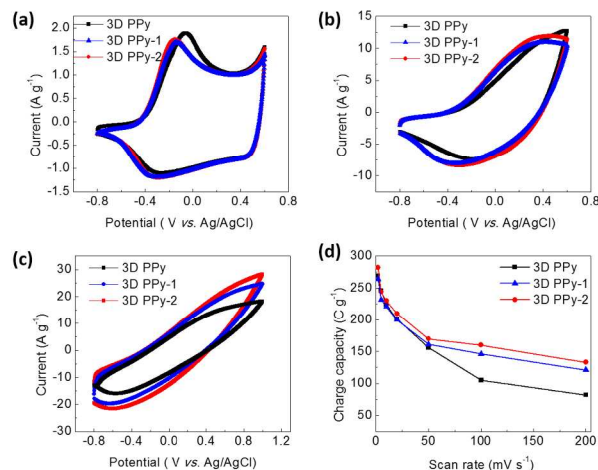 (a)
3D PPy
3D PPy-1
3D PPy-2
2.0
1.5
1.0
0.5
0.0
-0.5
-1.0
-1.5
-0.8 -0.4 0.0 0.4 0.8
Current (A g⁻¹)
Potential ( V vs. Ag/AgCl)
(b)
3D PPy
3D PPy-1
3D PPy-2
15
10
5
0
-5
-10
-0.8 -0.4 0.0 0.4 0.8
Current (A g⁻¹)
Potential ( V vs. Ag/AgCl)
(c)
3D PPy
3D PPy-1
3D PPy-2
30
20
10
0
-10
-20
-30
-0.8 -0.4 0.0 0.4 0.8 1.2
Current (A g⁻¹)
Potential ( V vs. Ag/AgCl)
(d)
3D PPy
3D PPy-1
3D PPy-2
300
250
200
150
100
50
0 50 100 150 200
Charge capacity (C g⁻¹)
Scan rate (mV s⁻¹)